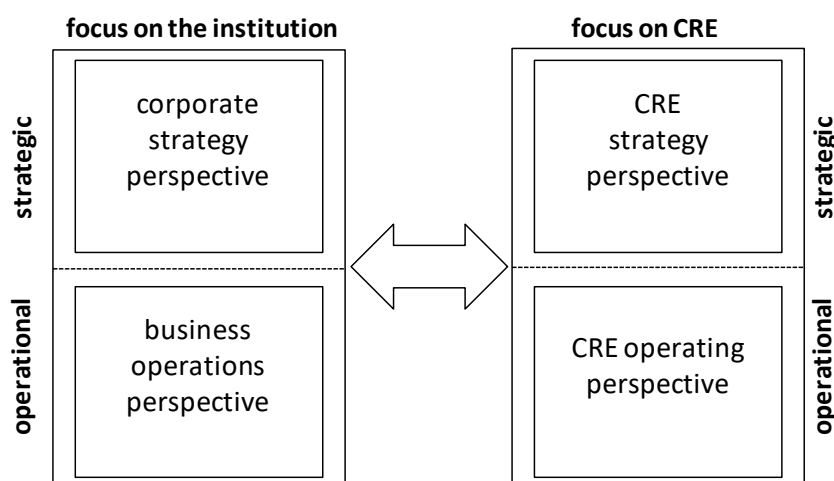 focus on the institution
focus on CRE
strategic
corporate
strategy
perspective
CRE
strategy
perspective
strategic
operational
business
operations
perspective
CRE operating
perspective
operational